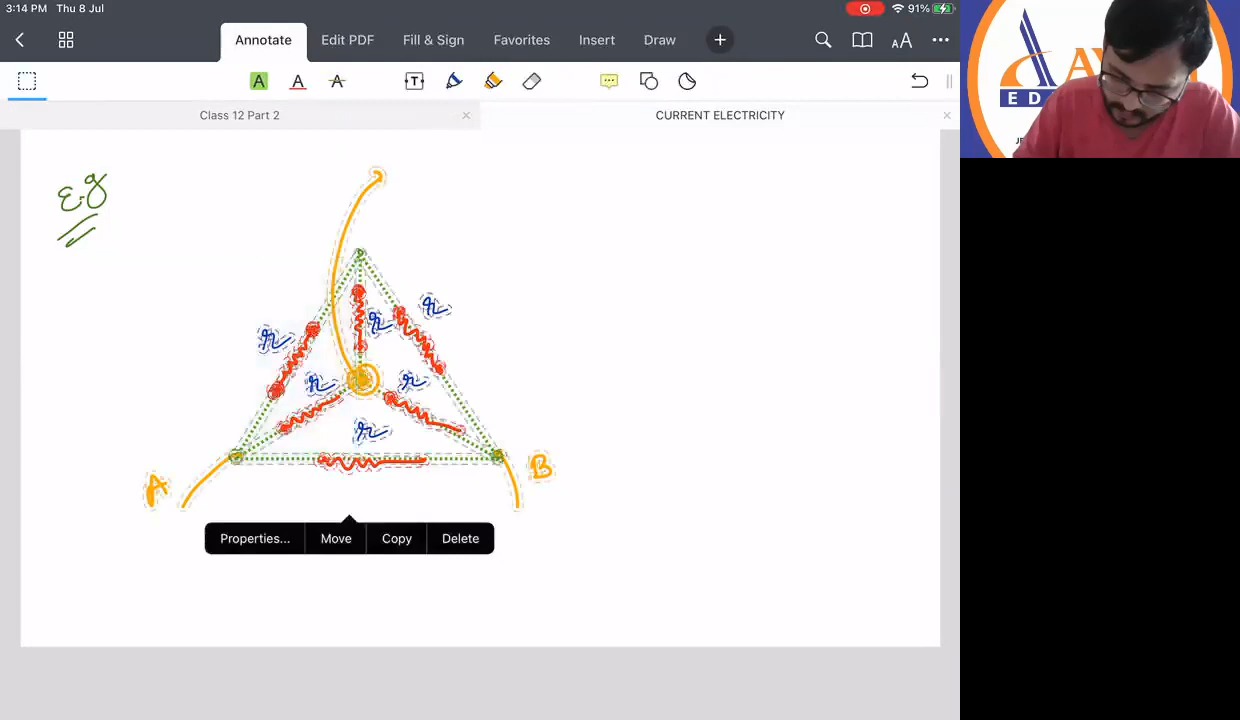 3:14 PM Thu 8 Jul
91%
Annotate Edit PDF Fill & Sign Favorites Insert Draw
Class 12 Part 2
CURRENT ELECTRICITY
E.g
r
r
r
r
r
r
A
B
Properties... Move Copy Delete